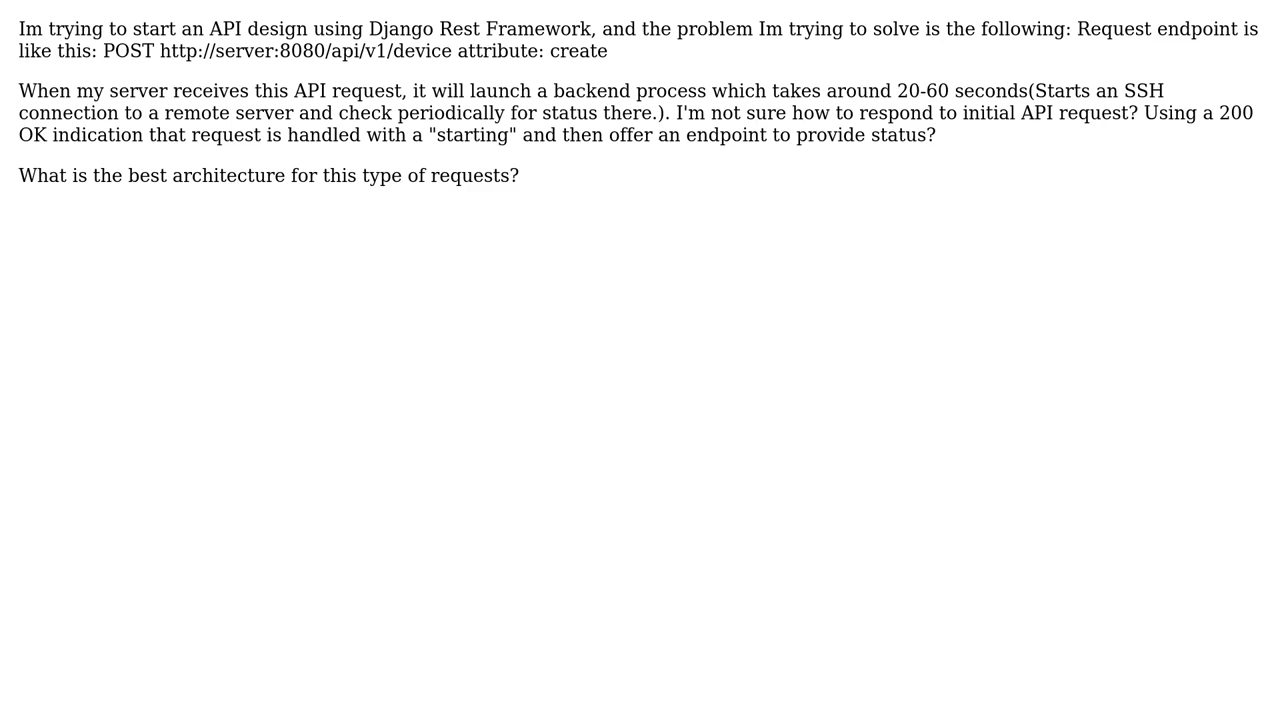 Im trying to start an API design using Django Rest Framework, and the problem Im trying to solve is the following: Request endpoint is
like this: POST http://server:8080/api/v1/device attribute: create
When my server receives this API request, it will launch a backend process which takes around 20-60 seconds(Starts an SSH
connection to a remote server and check periodically for status there.). I'm not sure how to respond to initial API request? Using a 200
OK indication that request is handled with a "starting" and then offer an endpoint to provide status?
What is the best architecture for this type of requests?